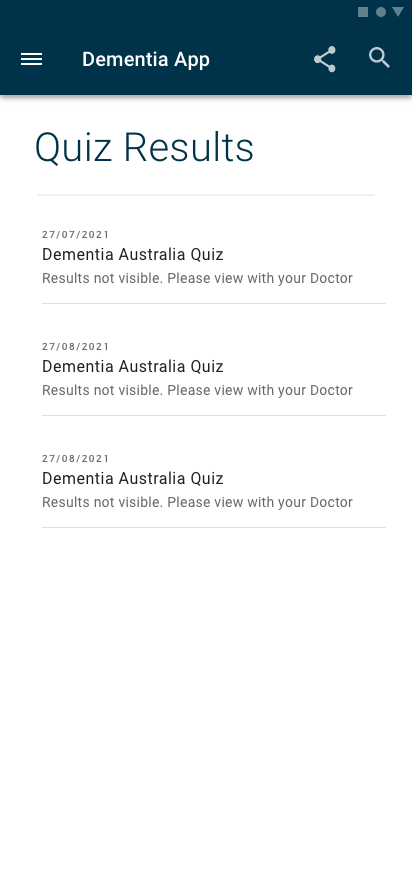 Dementia App
Quiz Results
27/07/2021
Dementia Australia Quiz
Results not visible. Please view with your Doctor
27/08/2021
Dementia Australia Quiz
Results not visible. Please view with your Doctor
27/08/2021
Dementia Australia Quiz
Results not visible. Please view with your Doctor